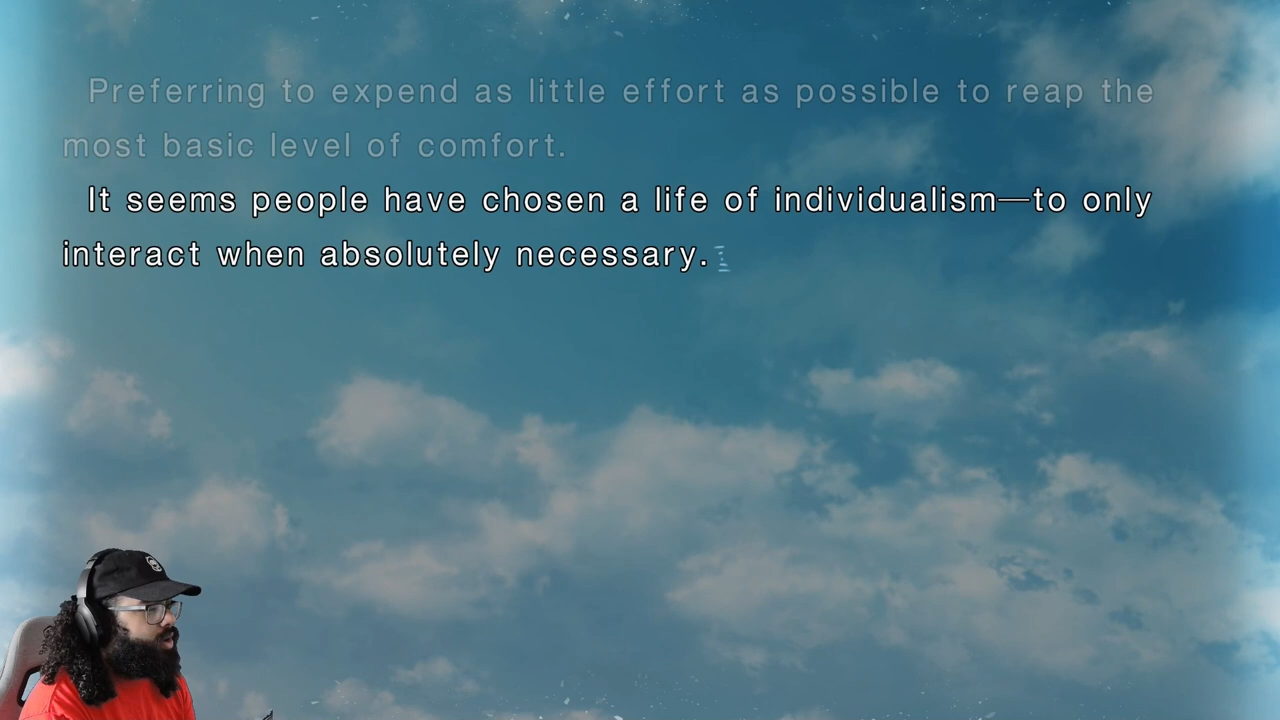 Preferring to expend as little effort as possible to reap the
most basic level of comfort.
It seems people have chosen a life of individualism—to only
interact when absolutely necessary.